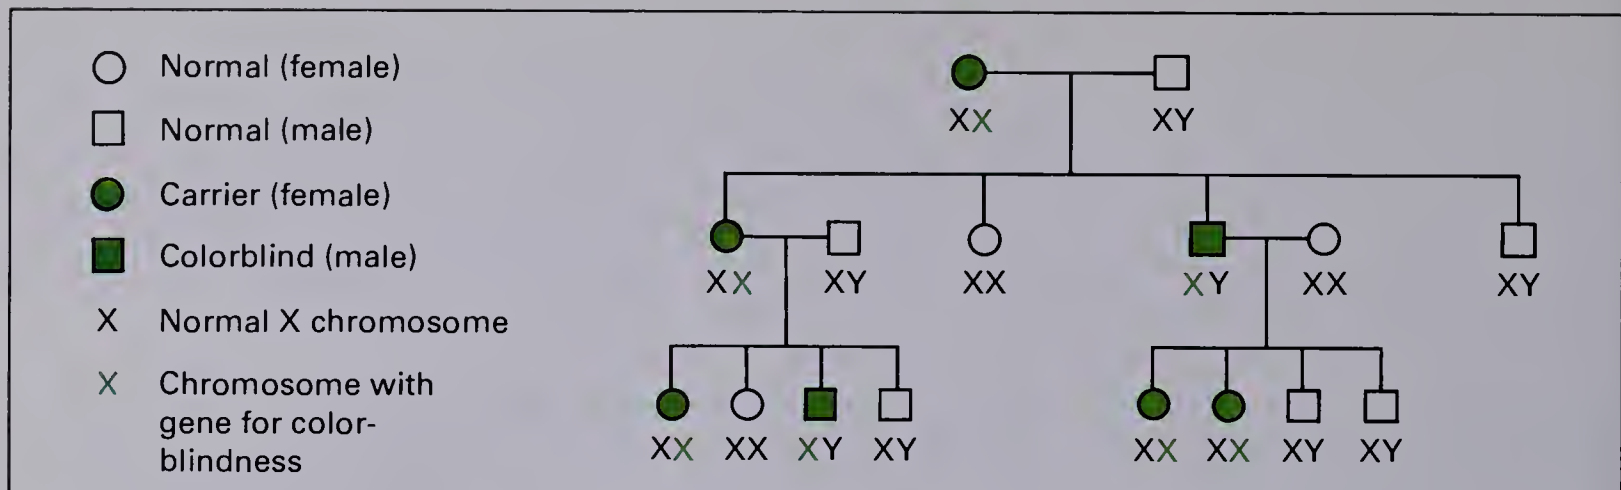 Normal (female)
Normal (male)
Carrier (female)
Colorblind (male)
X Normal X chromosome
X Chromosome with
gene for color-
blindness
XX XY
XX XY XX XY XX XY
XX XX XY XY XX XX XY XY